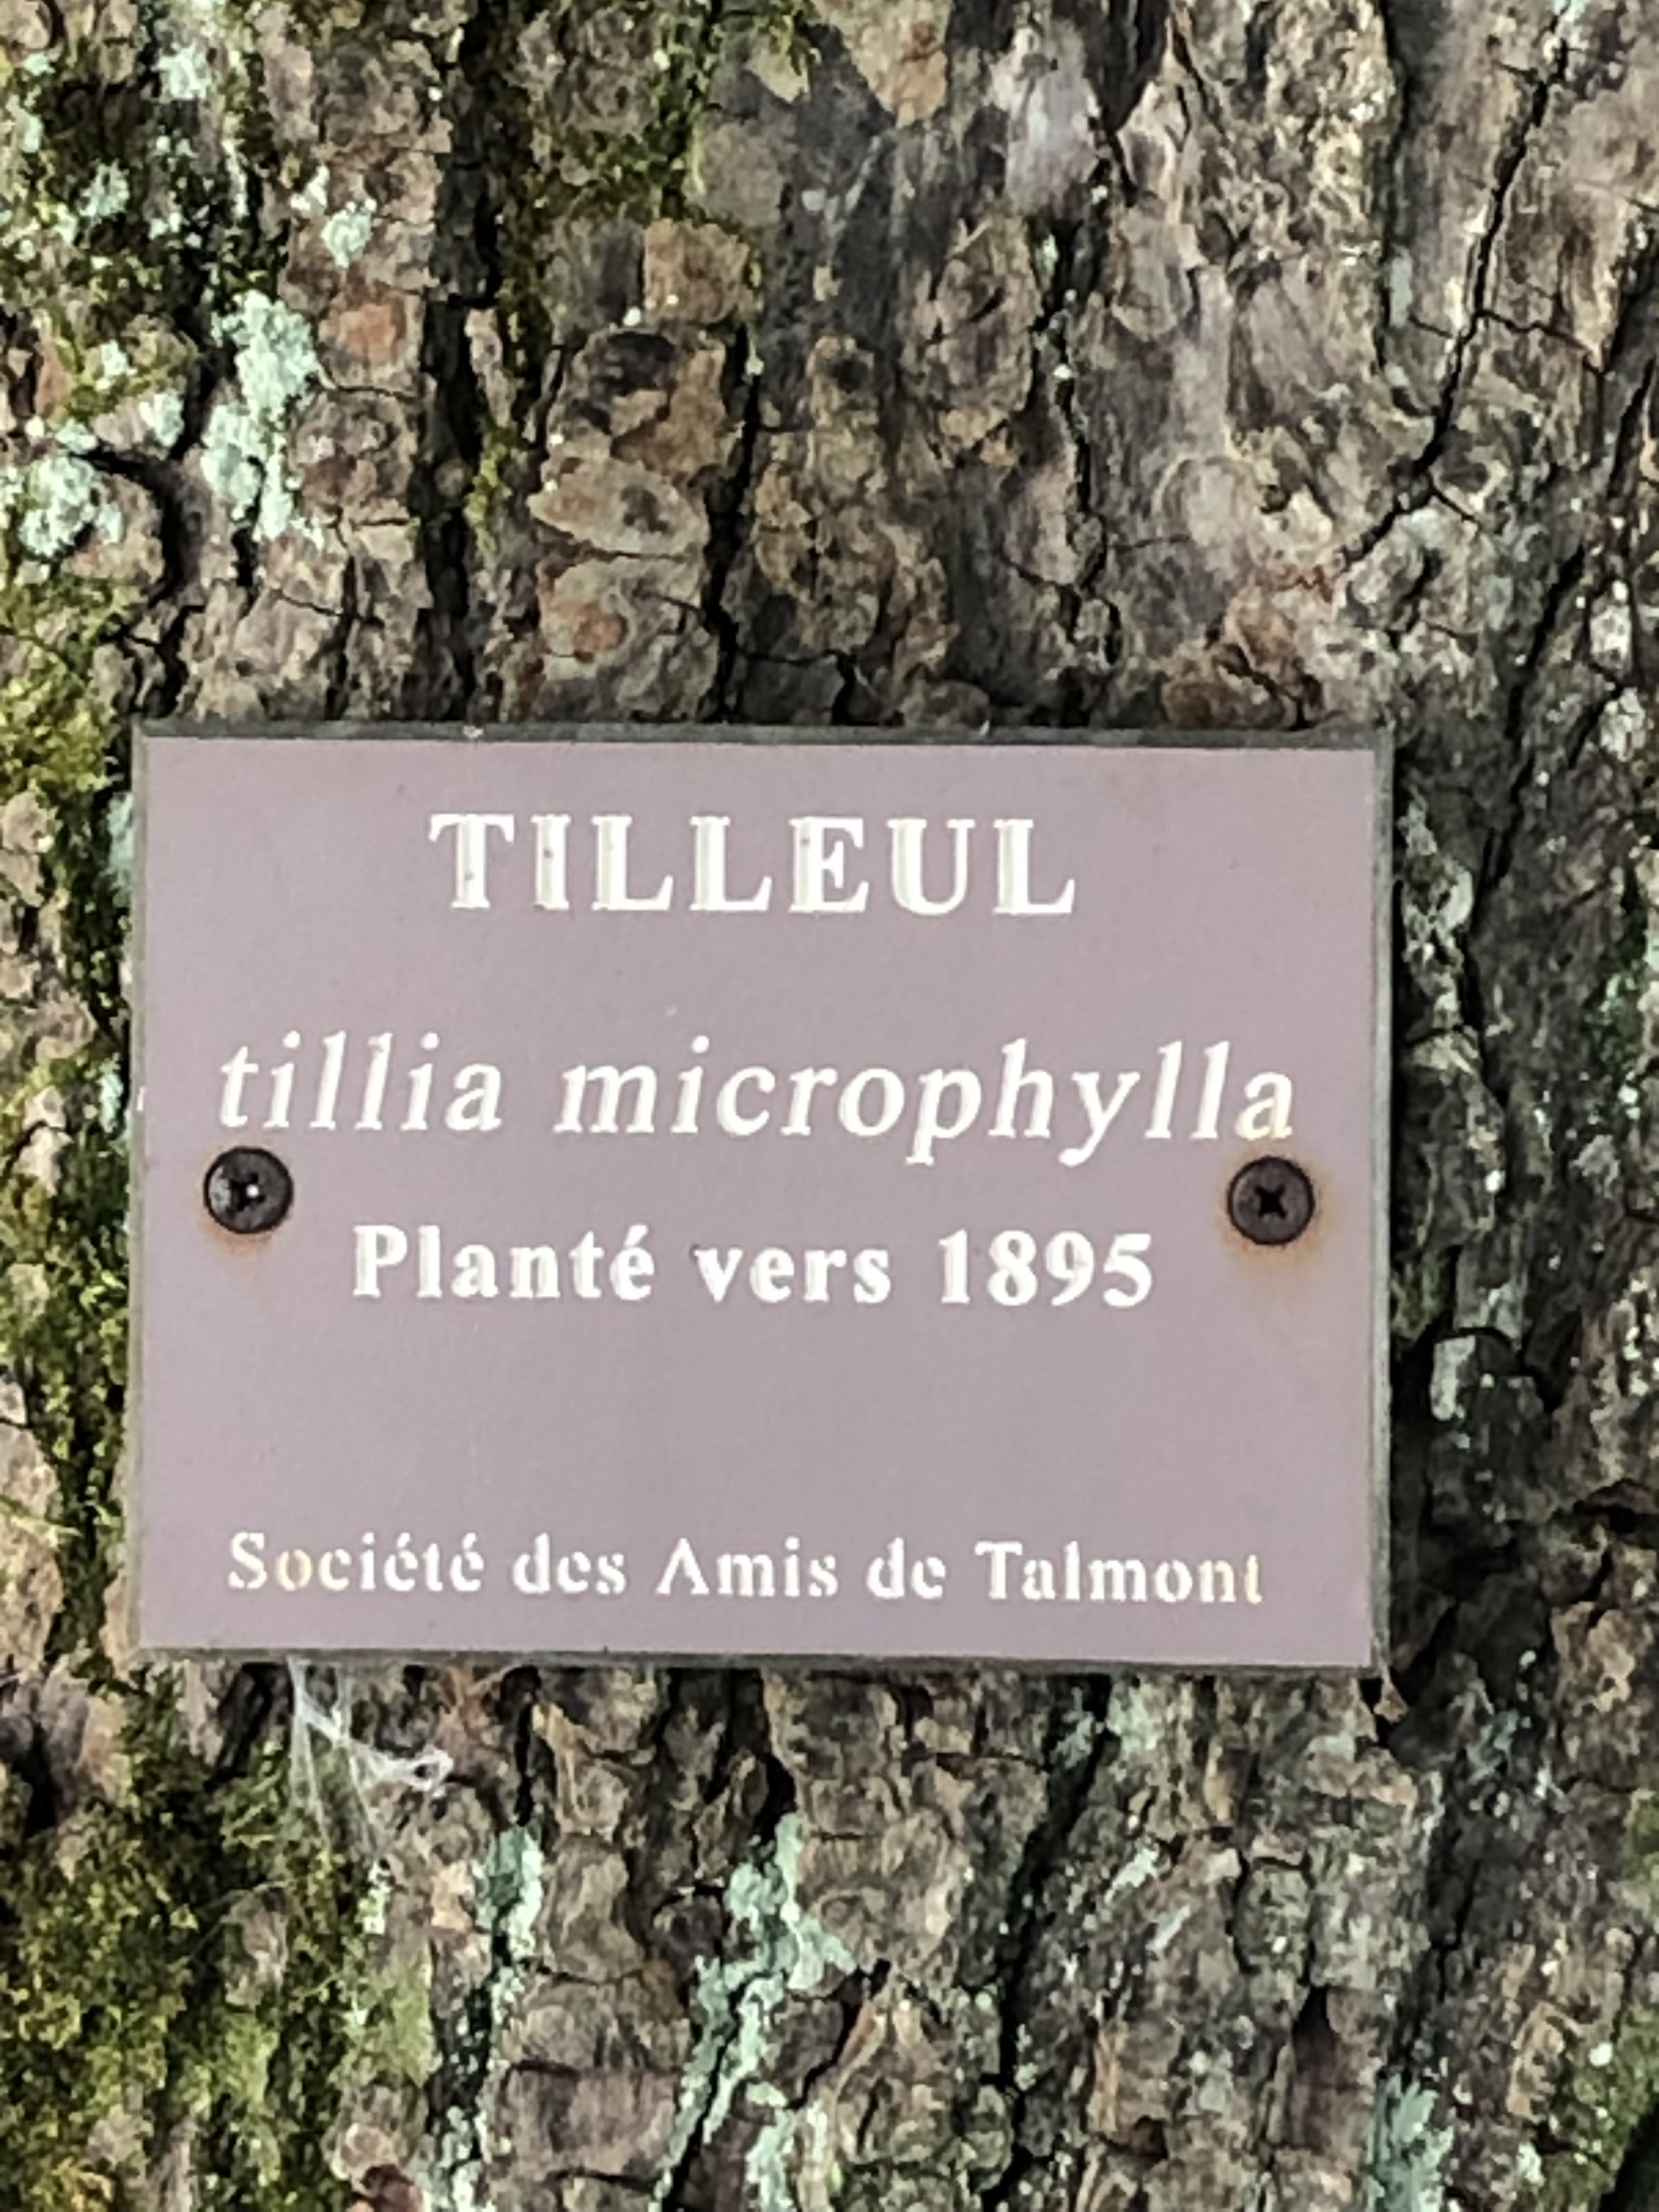 TILLEUL
tillia microphylla
Planté vers 1895
Société des Amis de Talmont